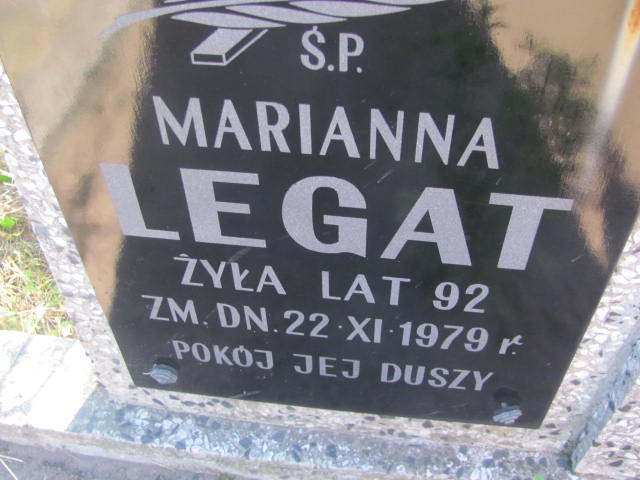 Ś.P.
MARIANNA
LEGAT
ŻYŁA LAT 92
ZM. DN. 22·XI·1979 r.
POKÓJ JEJ DUSZY